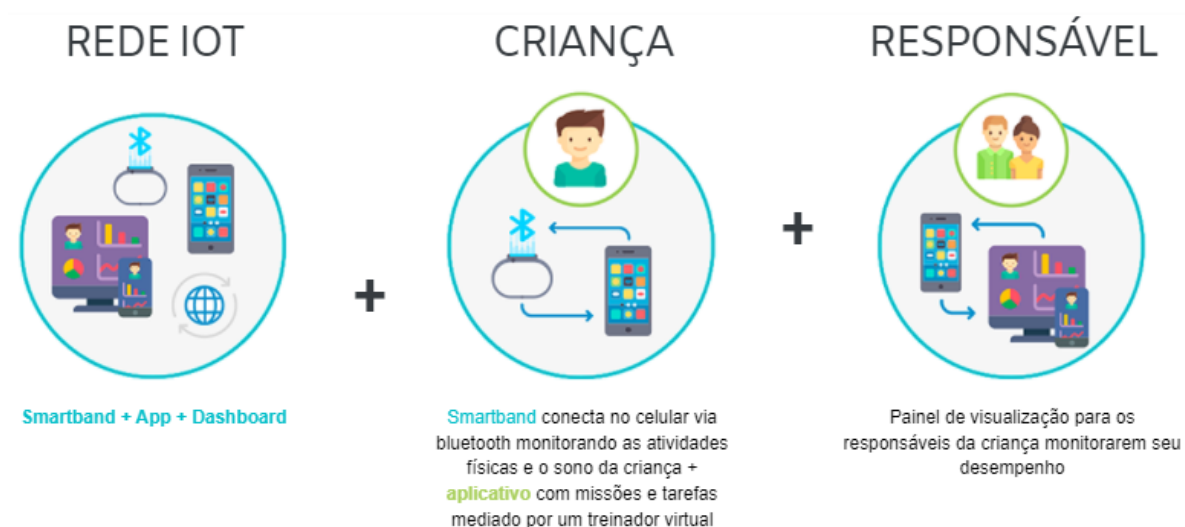 REDE IOT
CRIANÇA
RESPONSÁVEL
+
+
Smartband + App + Dashboard
Smartband conecta no celular via
bluetooth monitorando as atividades
físicas e o sono da criança +
aplicativo com missões e tarefas
mediado por um treinador virtual
Painel de visualização para os
responsáveis da criança monitorarem seu
desempenho